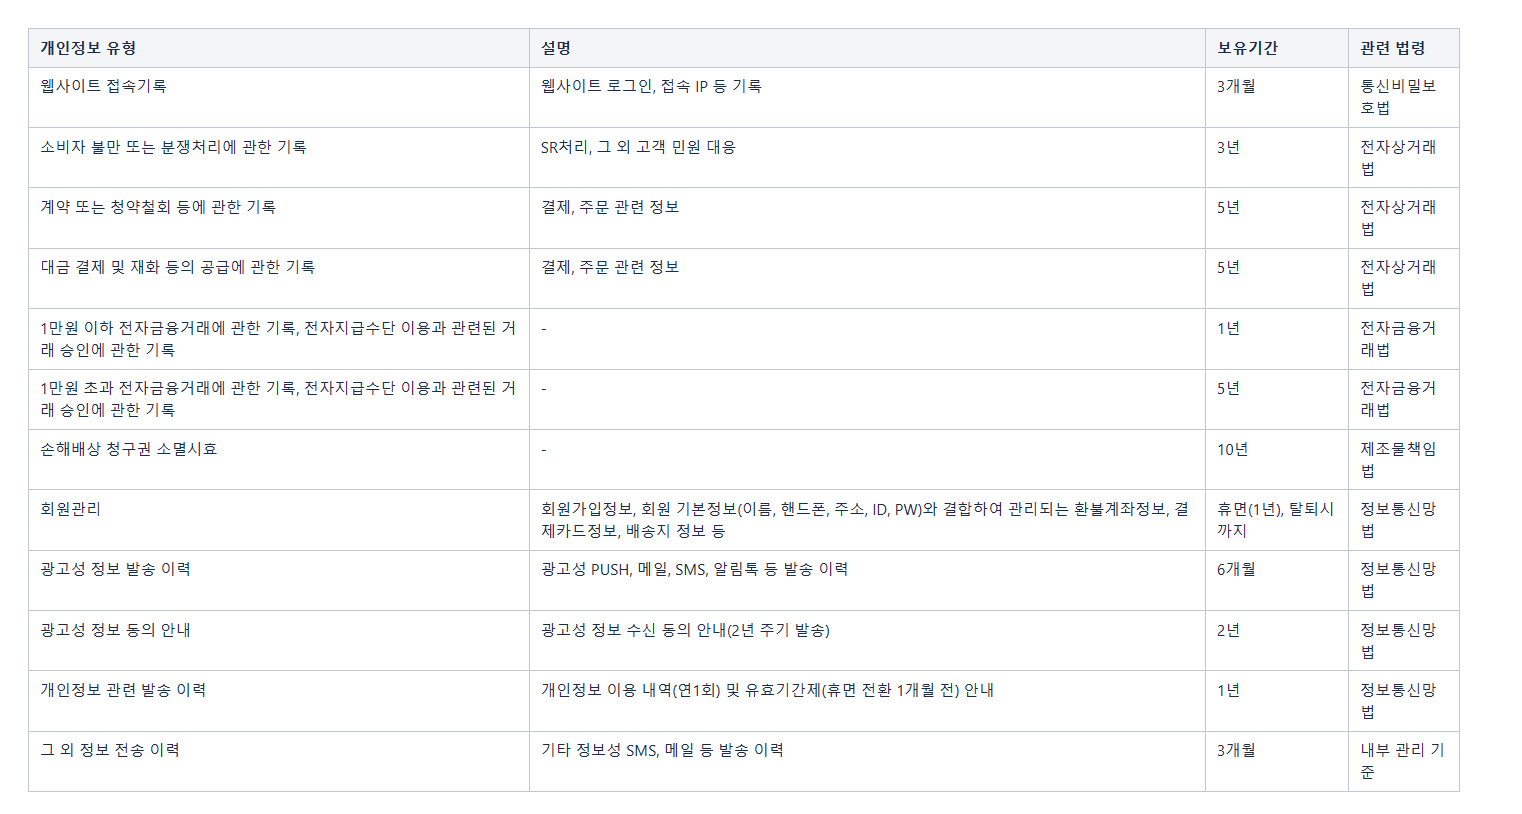 개인정보 유형 설명 보유기간 관련 법령
웹사이트 접속기록 웹사이트 로그인, 접속 IP 등 기록 3개월 통신비밀보
호법
소비자 불만 또는 분쟁처리에 관한 기록 SR처리, 그 외 고객 민원 대응 3년 전자상거래
법
계약 또는 청약철회 등에 관한 기록 결제, 주문 관련 정보 5년 전자상거래
법
대금 결제 및 재화 등의 공급에 관한 기록 결제, 주문 관련 정보 5년 전자상거래
법
1만원 이하 전자금융거래에 관한 기록, 전자지급수단 이용과 관련된 거 - 1년 전자금융거
래 승인에 관한 기록 래법
1만원 초과 전자금융거래에 관한 기록, 전자지급수단 이용과 관련된 거 - 5년 전자금융거
래 승인에 관한 기록 래법
손해배상 청구권 소멸시효 - 10년 제조물책임
법
회원관리 회원가입정보, 회원 기본정보(이름, 핸드폰, 주소, ID, PW)와 결합하여 관리되는 환불계좌정보, 결 휴면(1년), 탈퇴시 정보통신망
제카드정보, 배송지 정보 등 까지 법
광고성 정보 발송 이력 광고성 PUSH, 메일, SMS, 알림톡 등 발송 이력 6개월 정보통신망
법
광고성 정보 동의 안내 광고성 정보 수신 동의 안내(2년 주기 발송) 2년 정보통신망
법
개인정보 관련 발송 이력 개인정보 이용 내역(연1회) 및 유효기간제(휴면 전환 1개월 전) 안내 1년 정보통신망
법
그 외 정보 전송 이력 기타 정보성 SMS, 메일 등 발송 이력 3개월 내부 관리 기
준